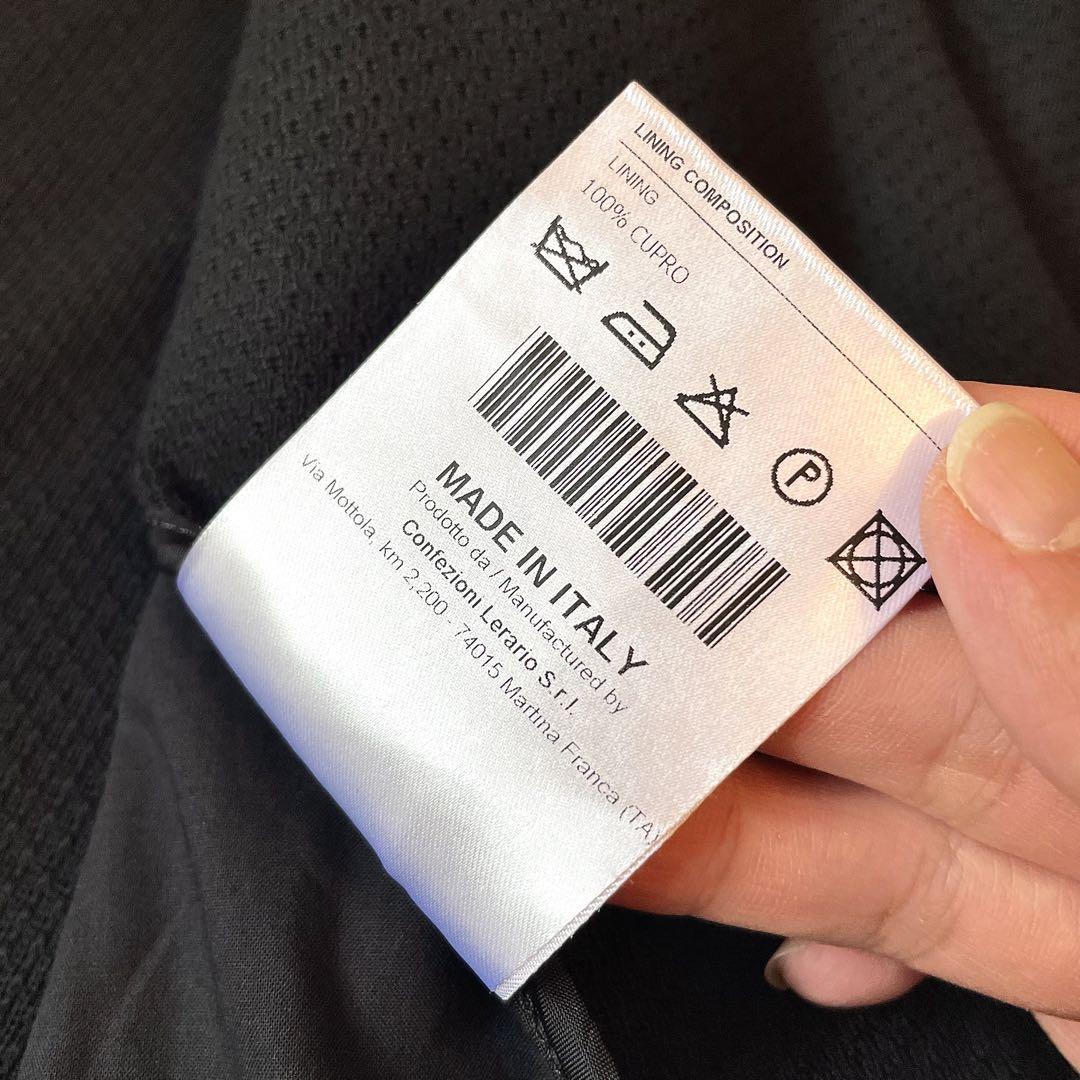 LINING COMPOSITION
LINING
100% CUPRO
P
MADE IN ITALY
Prodotto da / Manufactured by
Confezioni Lerario S.r.l.
Via Mottola, km 2,200 - 74015 Martina Franca (TA)